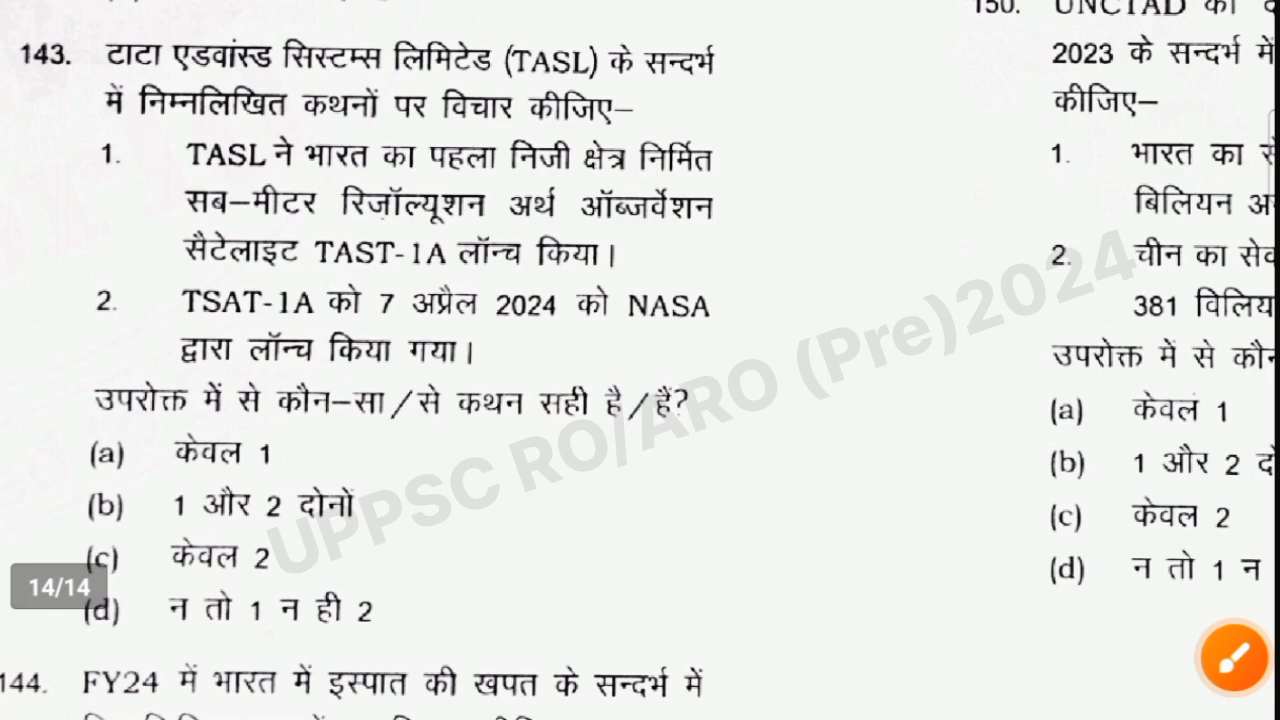 143. टाटा एडवांस्ड सिस्टम्स लिमिटेड (TASL) के सन्दर्भ
में निम्नलिखित कथनों पर विचार कीजिए–
1. TASL ने भारत का पहला निजी क्षेत्र निर्मित
सब–मीटर रिज़ॉल्यूशन अर्थ ऑब्जर्वेशन
सैटेलाइट TAST-1A लॉन्च किया।
2. TSAT-1A को 7 अप्रैल 2024 को NASA
द्वारा लॉन्च किया गया।
उपरोक्त में से कौन–सा/से कथन सही है/हैं?
(a) केवल 1
(b) 1 और 2 दोनों
(c) केवल 2
(d) न तो 1 न ही 2
144. FY24 में भारत में इस्पात की खपत के सन्दर्भ में
150. UNCTAD की
2023 के सन्दर्भ में
कीजिए–
1. भारत का
बिलियन
2. चीन का
381
उपरोक्त में से
(a) केवल 1
(b) 1 और 2
(c) केवल 2
(d) न तो 1 न
UPPSC RO/ARO (Pre)2024
14/14